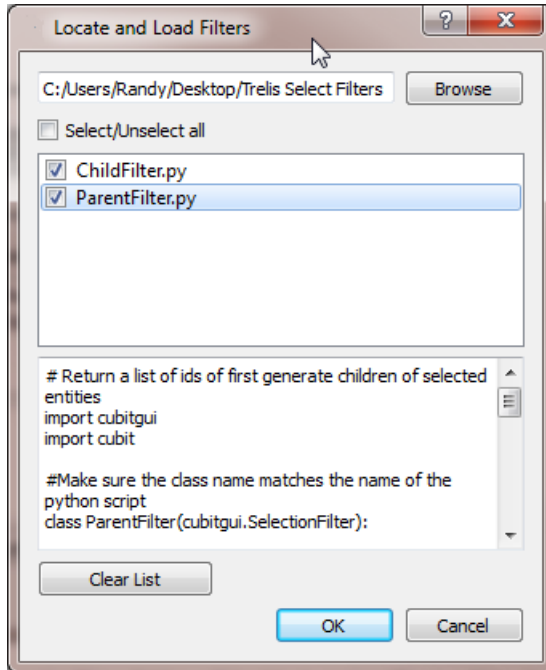 Locate and Load Filters
?
X
C:/Users/Randy/Desktop/Trelis Select Filters
Browse
Select/Unselect all
ChildFilter.py
ParentFilter.py
# Return a list of ids of first generate children of selected
entities
import cubitgui
import cubit
#Make sure the class name matches the name of the
python script
class ParentFilter(cubitgui.SelectionFilter):
Clear List
OK
Cancel